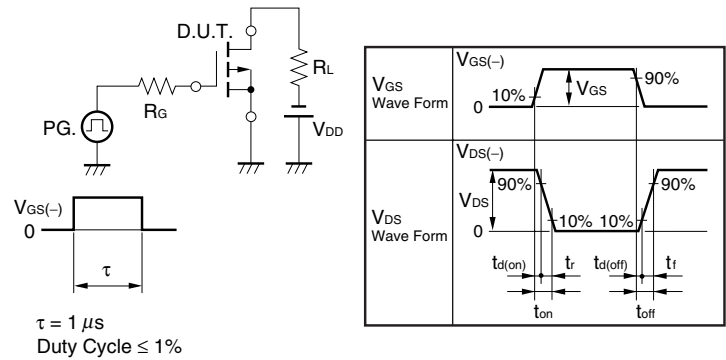 D.U.T.
RL
RG
PG.
VDD
VGS(−)
0
τ
τ = 1 μs
Duty Cycle ≤ 1%
VGS
Wave Form
VGS(−)
10%
0
VGS
90%
VDS
Wave Form
VDS(−)
90%
VDS
0
10% 10%
90%
td(on) tr td(off) tf
ton toff